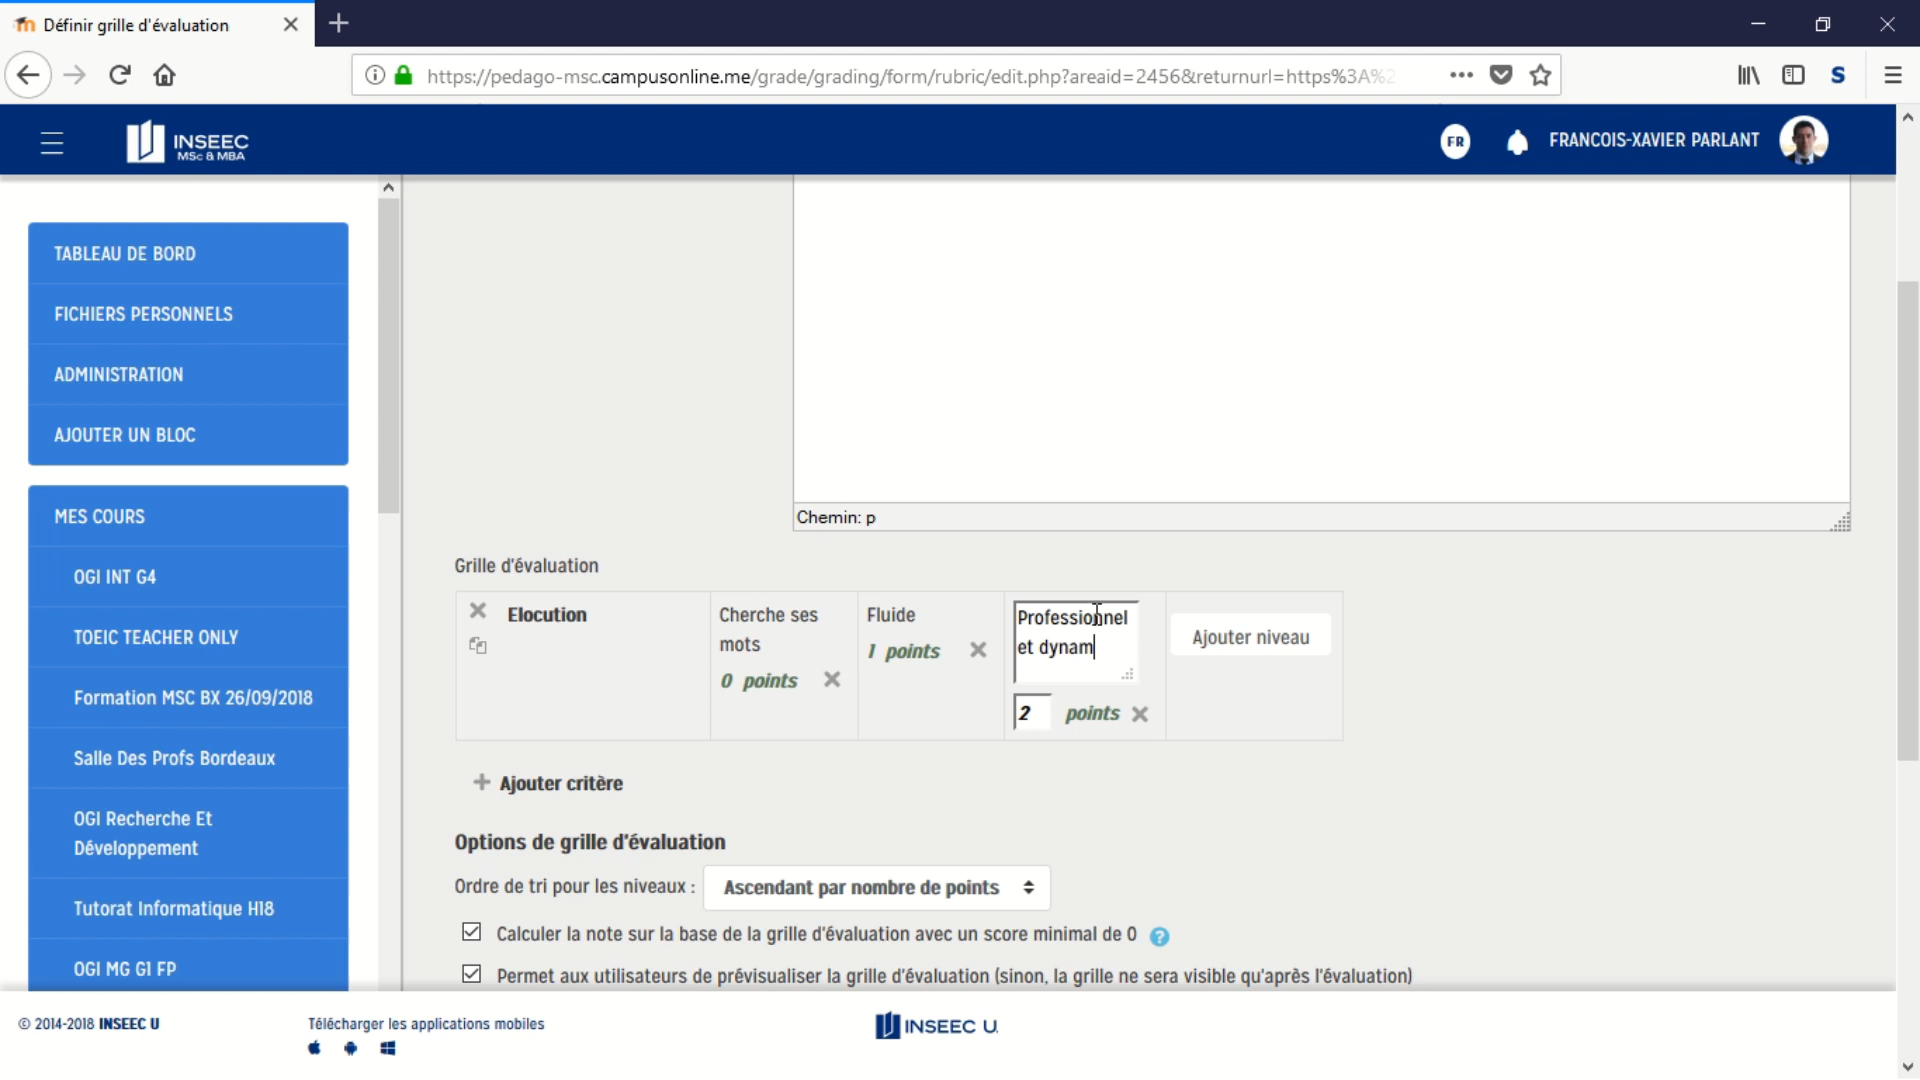 Définir grille d'évaluation
https://pedago-msc.campusonline.me/grade/grading/form/rubric/edit.php?areaid=2456&returnurl=https%3A%2
S
INSEEC
MSc & MBA
FR
FRANCOIS-XAVIER PARLANT
TABLEAU DE BORD
FICHIERS PERSONNELS
ADMINISTRATION
AJOUTER UN BLOC
MES COURS
OGI INT G4
TOEIC TEACHER ONLY
Formation MSC BX 26/09/2018
Salle Des Profs Bordeaux
OGI Recherche Et
Développement
Tutorat Informatique H18
OGI MG G1 FP
Chemin: p
Grille d'évaluation
Elocution
Cherche ses
mots
0 points
Fluide
1 points
Professionnel
et dynam
2 points
Ajouter niveau
+ Ajouter critère
Options de grille d'évaluation
Ordre de tri pour les niveaux : Ascendant par nombre de points
Calculer la note sur la base de la grille d'évaluation avec un score minimal de 0 ?
Permet aux utilisateurs de prévisualiser la grille d'évaluation (sinon, la grille ne sera visible qu'après l'évaluation)
© 2014-2018 INSEEC U
Télécharger les applications mobiles
INSEEC U.